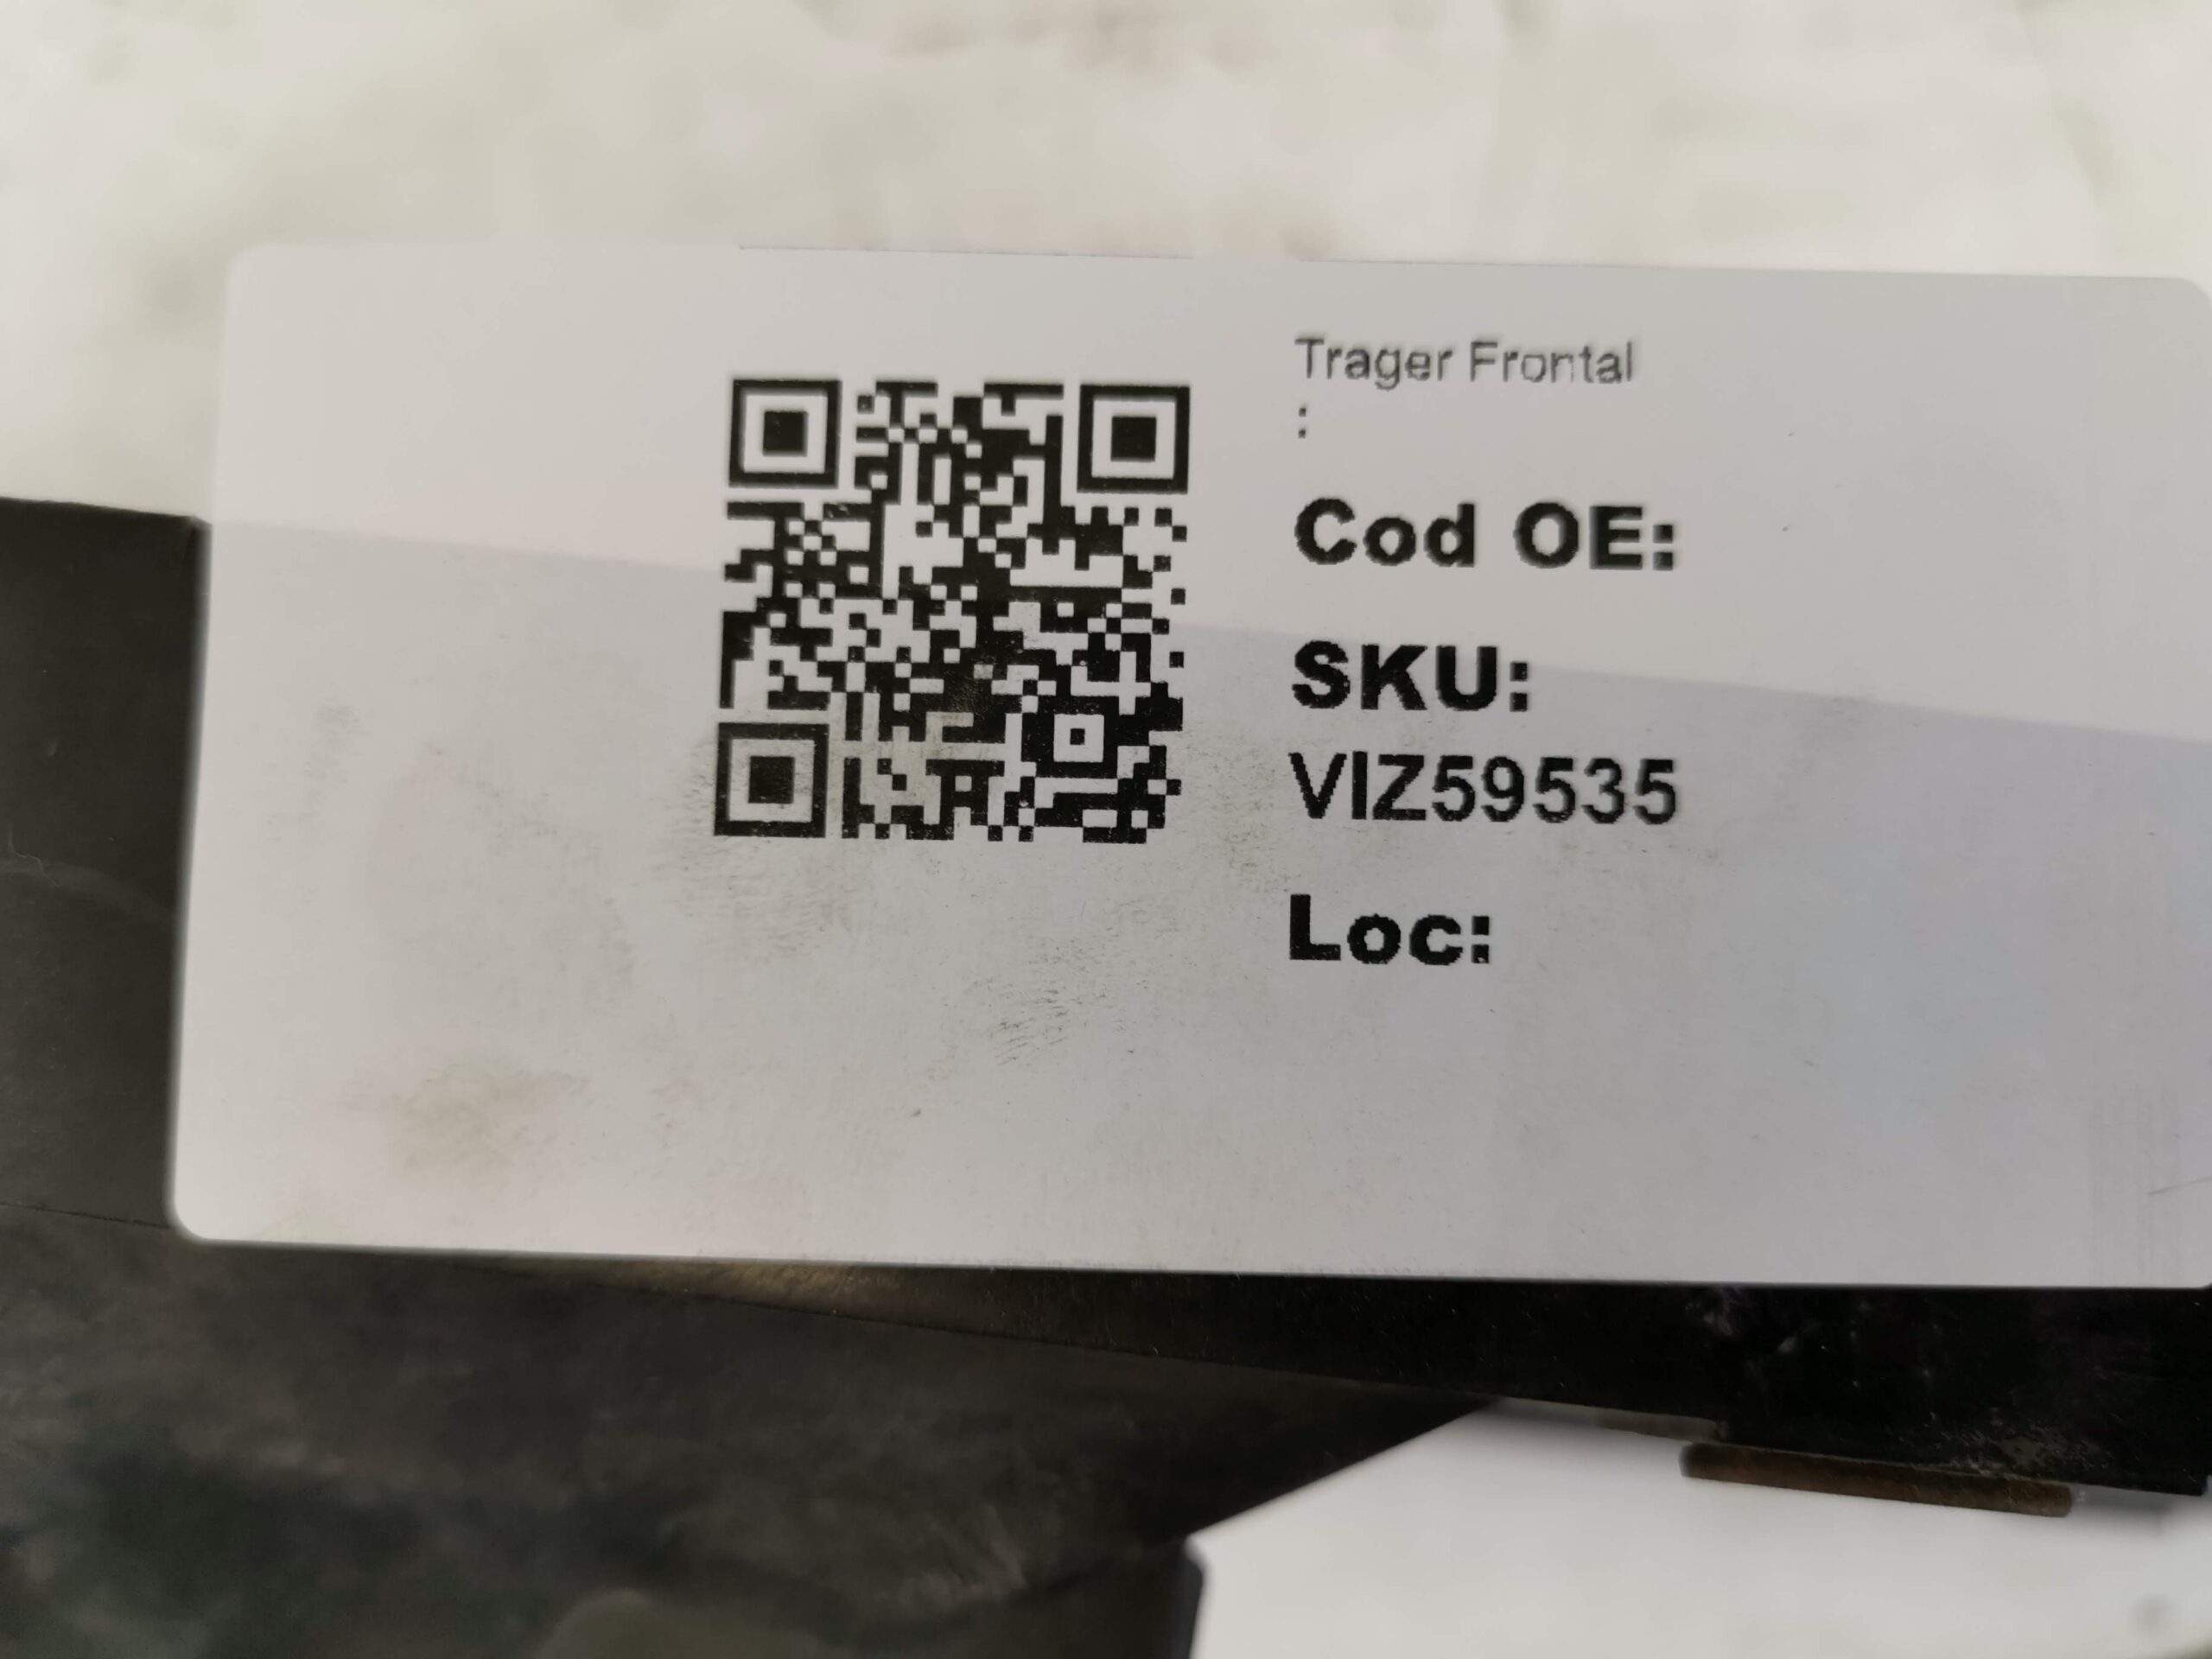 Trager Frontal
:
Cod OE:
SKU:
VIZ59535
Loc: